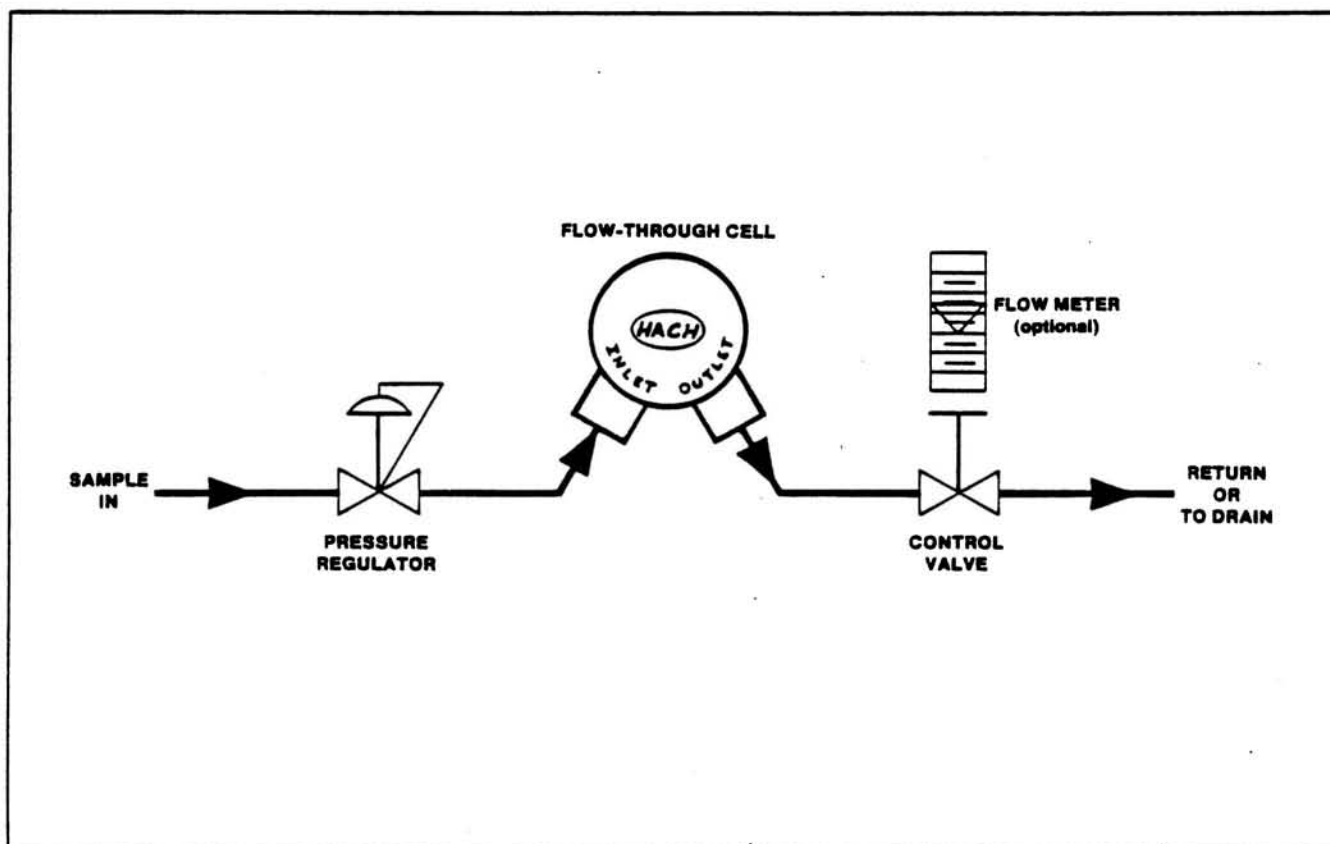 FLOW-THROUGH CELL
HACH
INLET OUTLET
FLOW METER
(optional)
SAMPLE
IN
PRESSURE
REGULATOR
CONTROL
VALVE
RETURN
OR
TO DRAIN